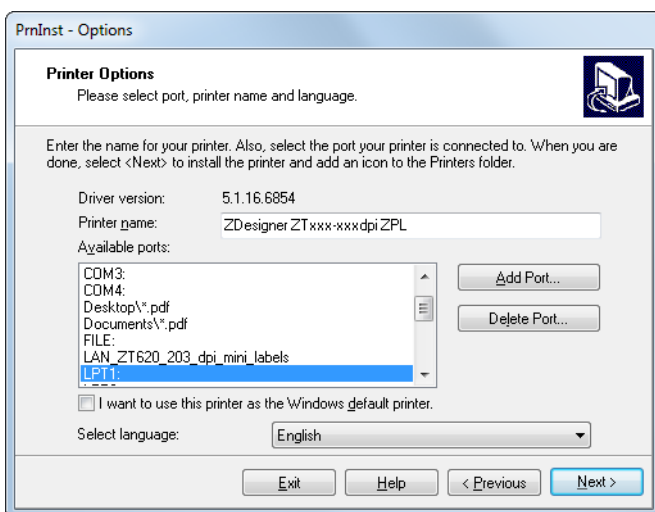 PrnInst - Options
Printer Options
Please select port, printer name and language.
Enter the name for your printer. Also, select the port your printer is connected to. When you are
done, select <Next> to install the printer and add an icon to the Printers folder.
Driver version: 5.1.16.6854
Printer name: ZDesigner ZTxxx-xxxdpi ZPL
Available ports:
COM3:
COM4:
Desktop\*.pdf
Documents\*.pdf
FILE:
LAN_ZT620_203_dpi_mini_labels
LPT1:
Add Port...
Delete Port...
I want to use this printer as the Windows default printer.
Select language: English
Exit Help < Previous Next >